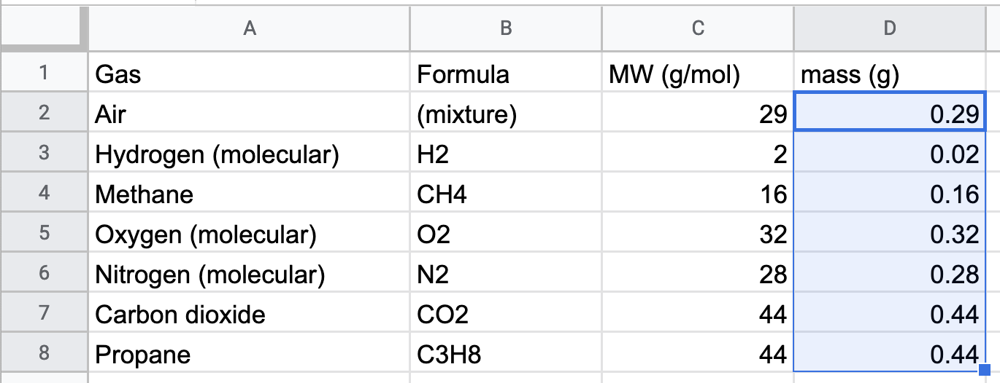 A B C D
1 Gas Formula MW (g/mol) mass (g)
2 Air (mixture) 29 0.29
3 Hydrogen (molecular) H2 2 0.02
4 Methane CH4 16 0.16
5 Oxygen (molecular) O2 32 0.32
6 Nitrogen (molecular) N2 28 0.28
7 Carbon dioxide CO2 44 0.44
8 Propane C3H8 44 0.44